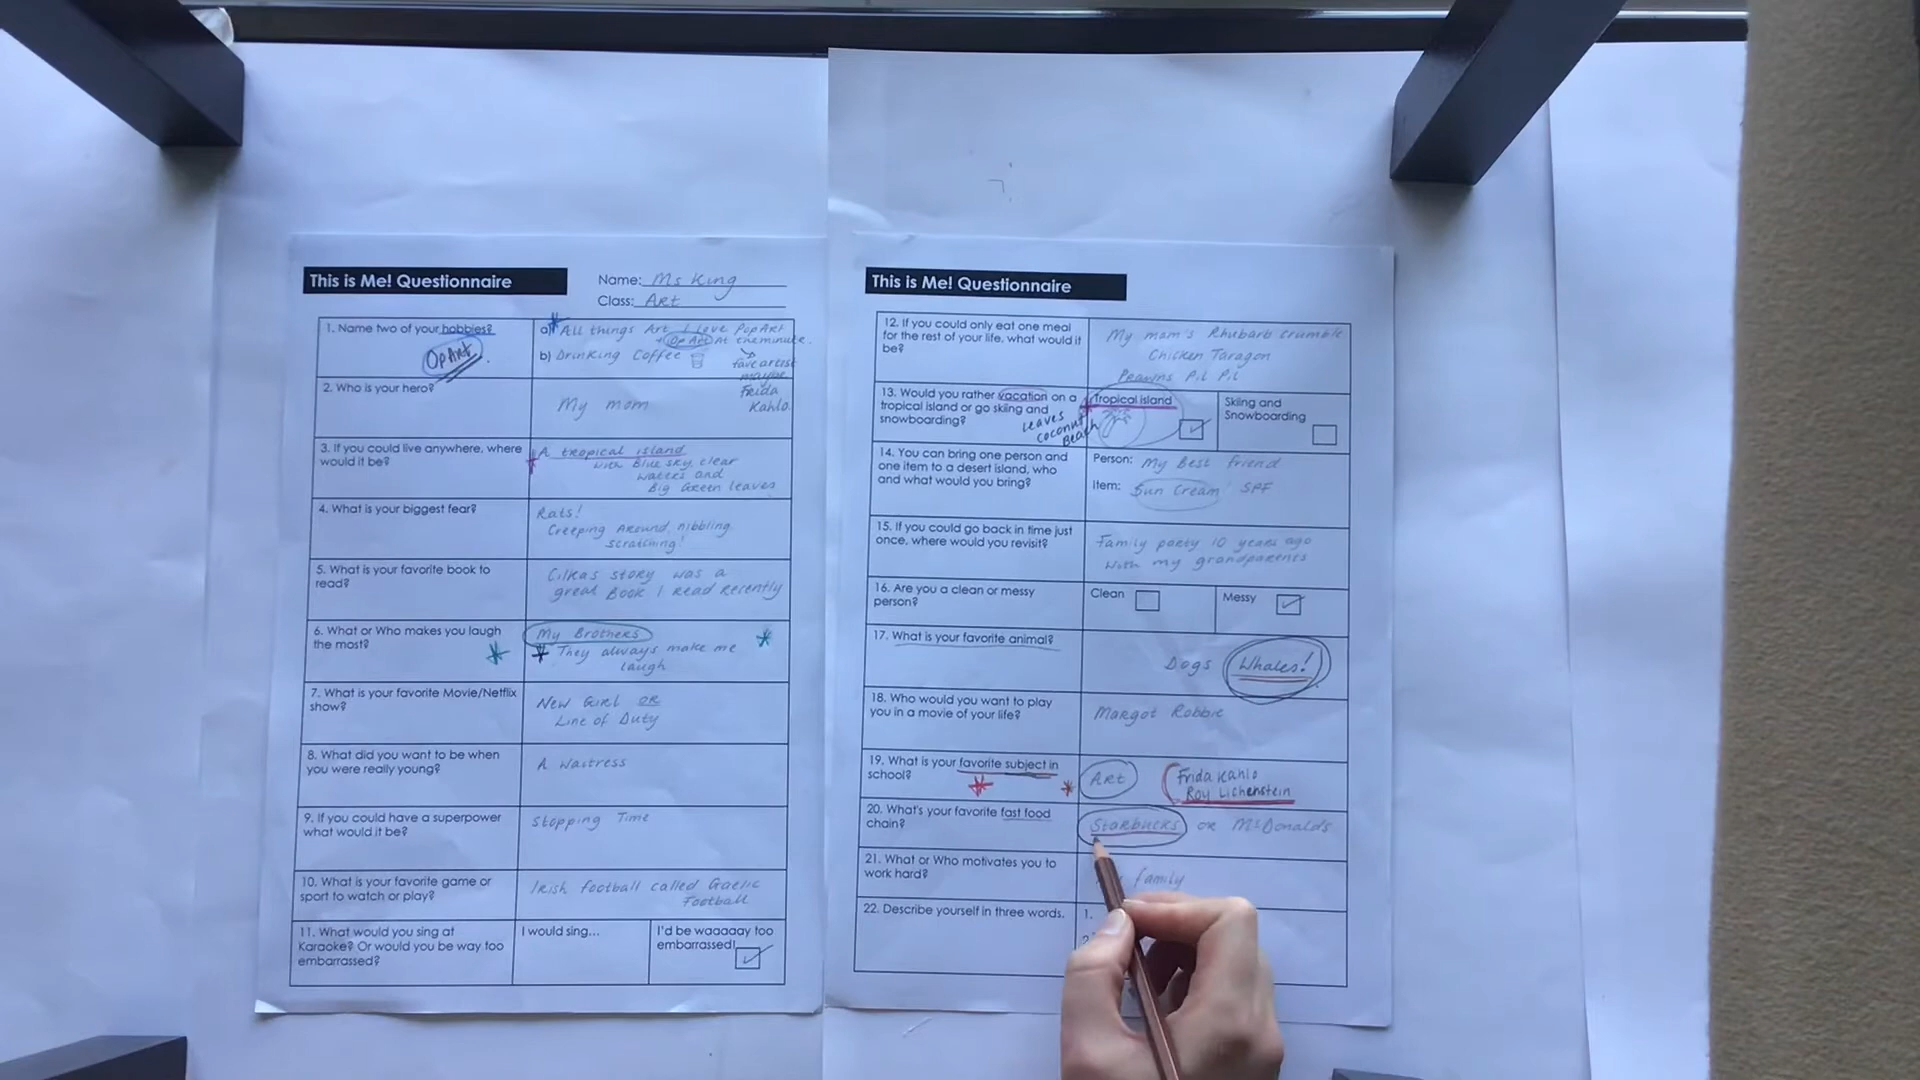 This is Me! Questionnaire
Name: Ms King
Class: Art
1. Name two of your hobbies?
Op Art
a) All things Art I love Pop Art
+ Op Art At the minute.
b) Drinking Coffee
fave artist
maybe
Frida
Kahlo
2. Who is your hero?
My mom
3. If you could live anywhere, where
would it be?
A tropical island
with Blue sky, clear
waters and
Big Green leaves
4. What is your biggest fear?
Rats!
Creeping Around nibbling
scratching!
5. What is your favorite book to
read?
Cilkas story was a
great Book I read recently
6. What or Who makes you laugh
the most?
My Brothers
They always make me
laugh
7. What is your favorite Movie/Netflix
show?
New Girl OR
Line of Duty
8. What did you want to be when
you were really young?
A Waitress
9. If you could have a superpower
what would it be?
Stopping Time
10. What is your favorite game or
sport to watch or play?
Irish football called Gaelic
Football
11. What would you sing at
Karaoke? Or would you be way too
embarrassed?
I would sing...
I'd be waaaaay too
embarrassed!
This is Me! Questionnaire
12. If you could only eat one meal
for the rest of your life, what would it
be?
My mom's Rhubarb crumble
Chicken Taragon
Prawns Pil Pil
13. Would you rather vacation on a
tropical island or go skiing and
snowboarding?
Leaves
Coconut
Beach
Tropical island
Skiing and
Snowboarding
14. You can bring one person and
one item to a desert island, who
and what would you bring?
Person: My Best friend
Item: Sun Cream SPF
15. If you could go back in time just
once, where would you revisit?
Family party 10 years ago
with my grandparents
16. Are you a clean or messy
person?
Clean
Messy
17. What is your favorite animal?
Dogs Whales!
18. Who would you want to play
you in a movie of your life?
Margot Robbie
19. What is your favorite subject in
school?
Art
Frida Kahlo
Roy Lichenstein
20. What's your favorite fast food
chain?
Starbucks or McDonalds
21. What or Who motivates you to
work hard?
family
22. Describe yourself in three words.
1.
2